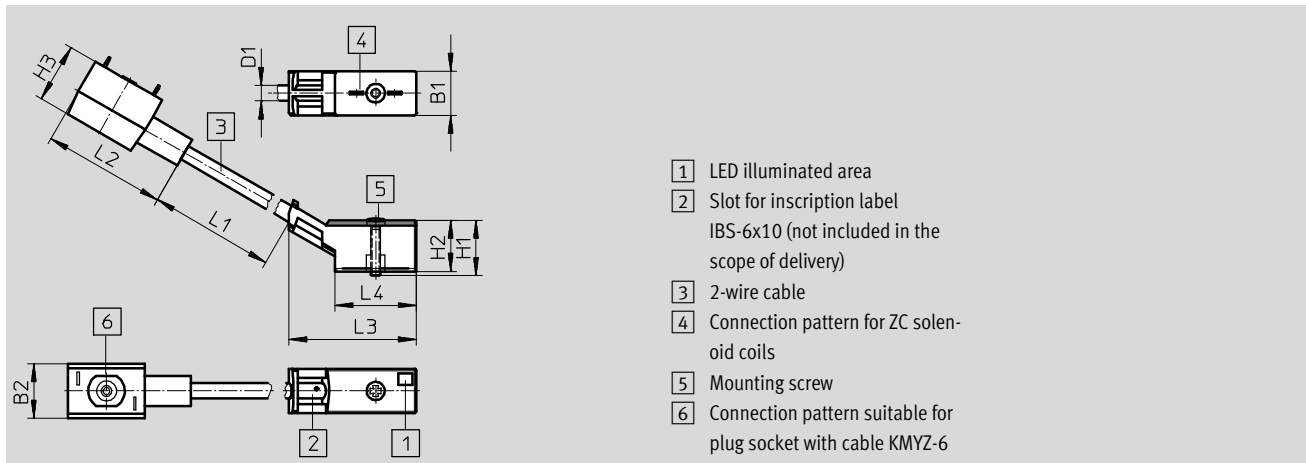 D1
4
B1
H3
3
L2
L1
5
H2
H1
L4
L3
6
B2
2
1
1 LED illuminated area
2 Slot for inscription label
IBS-6x10 (not included in the
scope of delivery)
3 2-wire cable
4 Connection pattern for ZC solen-
oid coils
5 Mounting screw
6 Connection pattern suitable for
plug socket with cable KMYZ-6